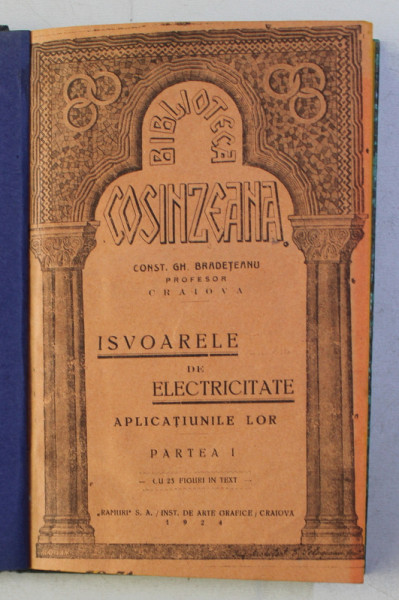 BIBLIOTECA
COSINZEANA
CONST. GH. BRADEȚEANU
PROFESOR
CRAIOVA
ISVOARELE
DE
ELECTRICITATE
APLICAȚIUNILE LOR
PARTEA I
— CU 25 FIGURI IN TEXT —
„RAMURI" S. A. / INST. DE ARTE GRAFICE / CRAIOVA
1924